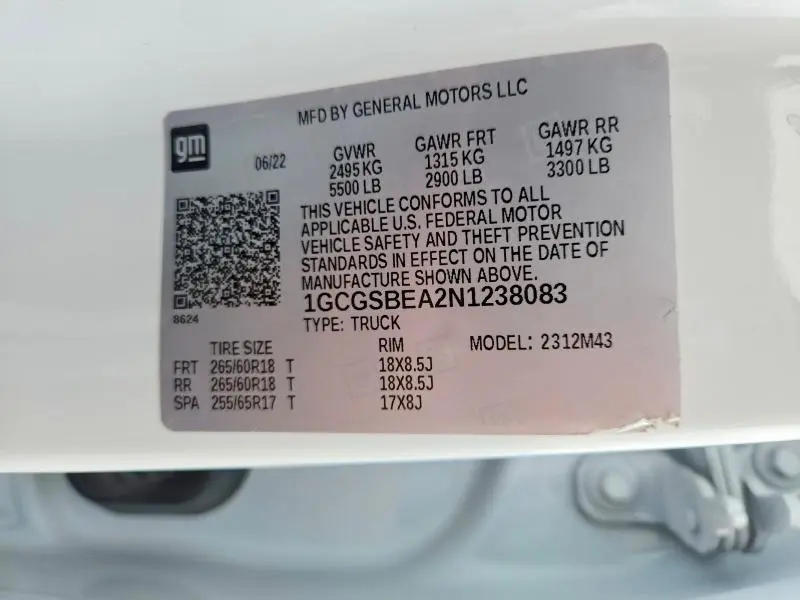 MFD BY GENERAL MOTORS LLC
gm
06/22
GVWR GAWR FRT GAWR RR
2495 KG 1315 KG 1497 KG
5500 LB 2900 LB 3300 LB
THIS VEHICLE CONFORMS TO ALL
APPLICABLE U.S. FEDERAL MOTOR
VEHICLE SAFETY AND THEFT PREVENTION
STANDARDS IN EFFECT ON THE DATE OF
MANUFACTURE SHOWN ABOVE.
1GCGSBEA2N1238083
8624
TYPE: TRUCK
TIRE SIZE RIM MODEL: 2312M43
FRT 265/60R18 T 18X8.5J
RR 265/60R18 T 18X8.5J
SPA 255/65R17 T 17X8J